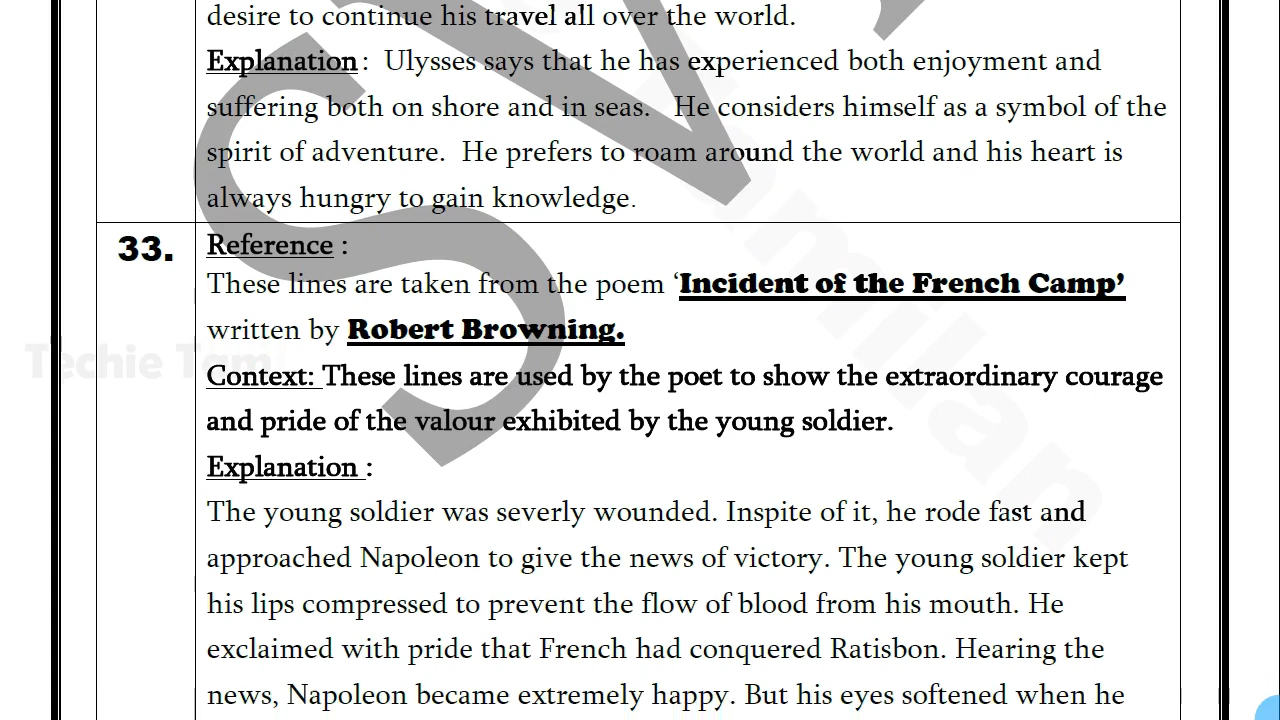 desire to continue his travel all over the world.
Explanation : Ulysses says that he has experienced both enjoyment and
suffering both on shore and in seas. He considers himself as a symbol of the
spirit of adventure. He prefers to roam around the world and his heart is
always hungry to gain knowledge.
33.
Reference :
These lines are taken from the poem ‘Incident of the French Camp’
written by Robert Browning.
Techie Tamilan
Context: These lines are used by the poet to show the extraordinary courage
and pride of the valour exhibited by the young soldier.
Explanation :
The young soldier was severly wounded. Inspite of it, he rode fast and
approached Napoleon to give the news of victory. The young soldier kept
his lips compressed to prevent the flow of blood from his mouth. He
exclaimed with pride that French had conquered Ratisbon. Hearing the
news, Napoleon became extremely happy. But his eyes softened when he